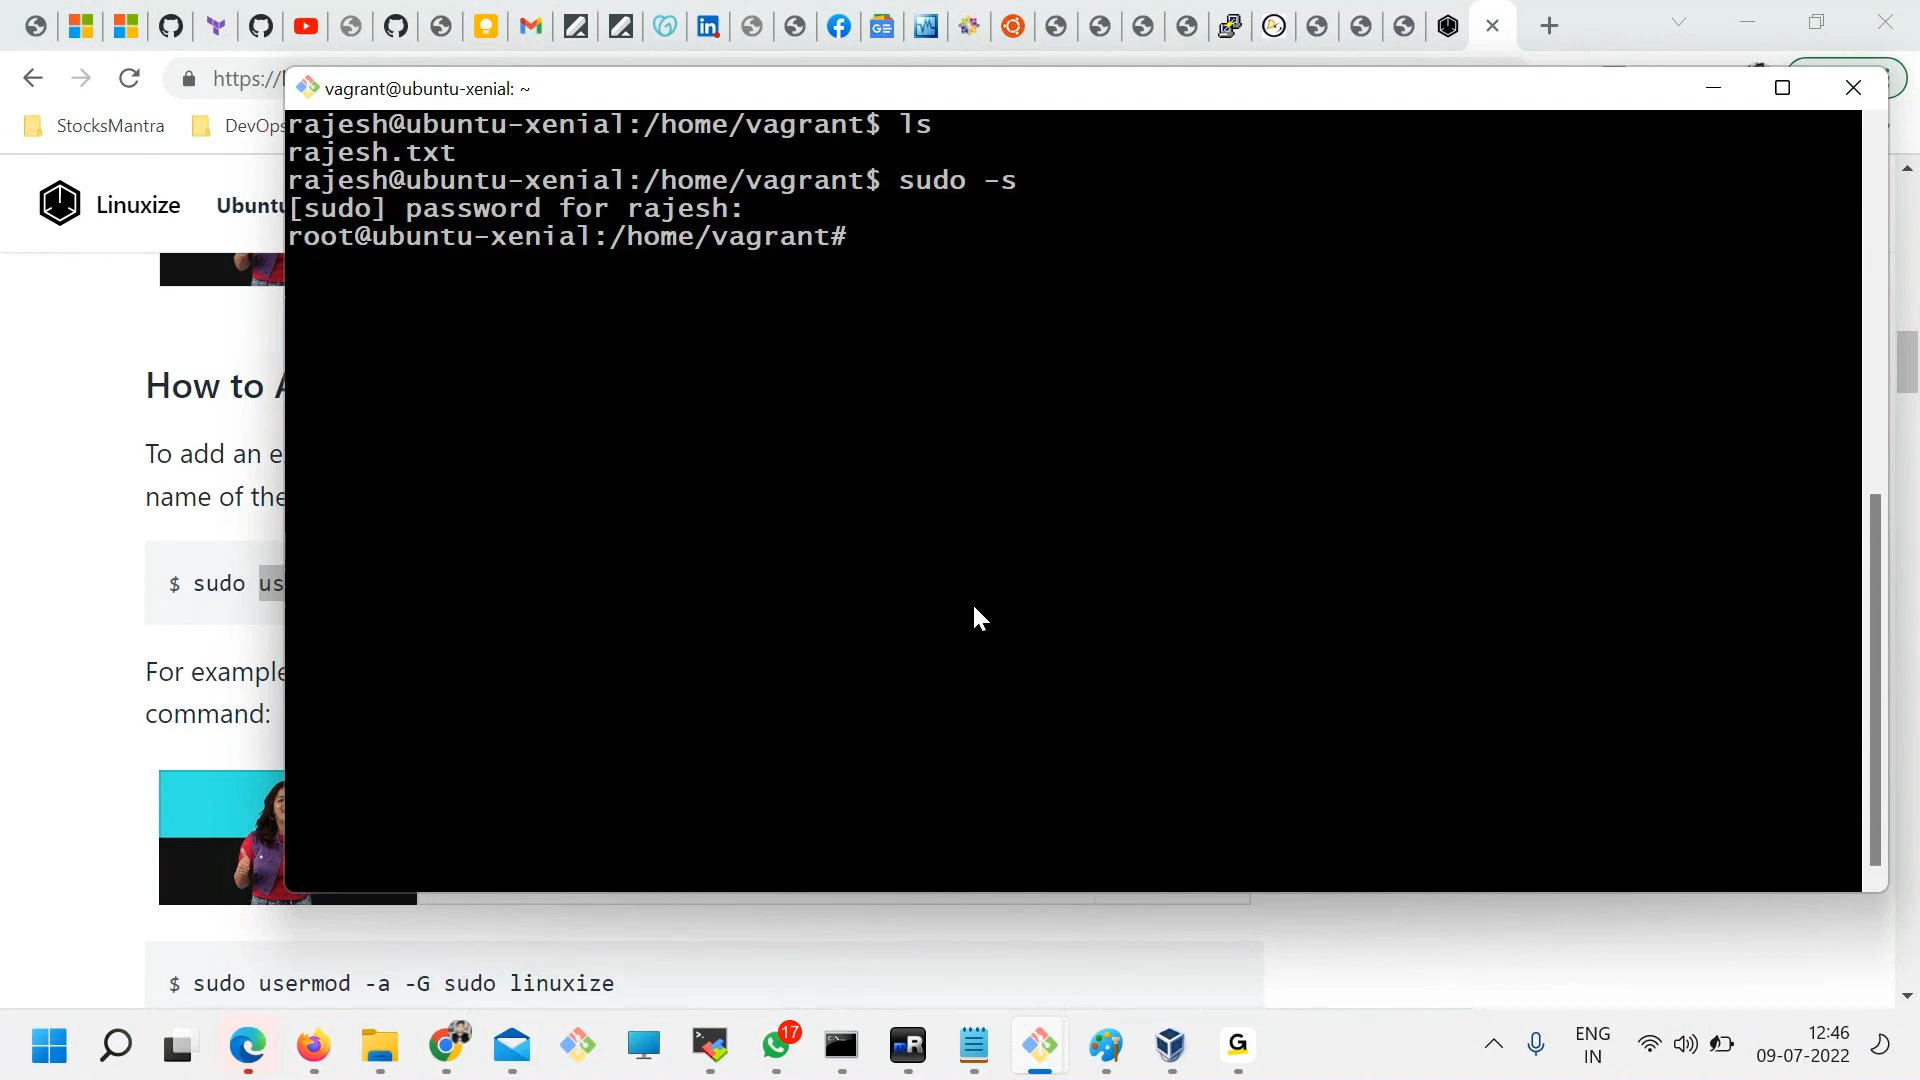 https://
vagrant@ubuntu-xenial: ~
StocksMantra
DevOps
rajesh@ubuntu-xenial:/home/vagrant$ ls
rajesh.txt
rajesh@ubuntu-xenial:/home/vagrant$ sudo -s
[sudo] password for rajesh:
root@ubuntu-xenial:/home/vagrant#
Linuxize
Ubuntu
How to A
To add an e
name of the
$ sudo us
For example
command:
$ sudo usermod -a -G sudo linuxize
17
ENG
IN
12:46
09-07-2022